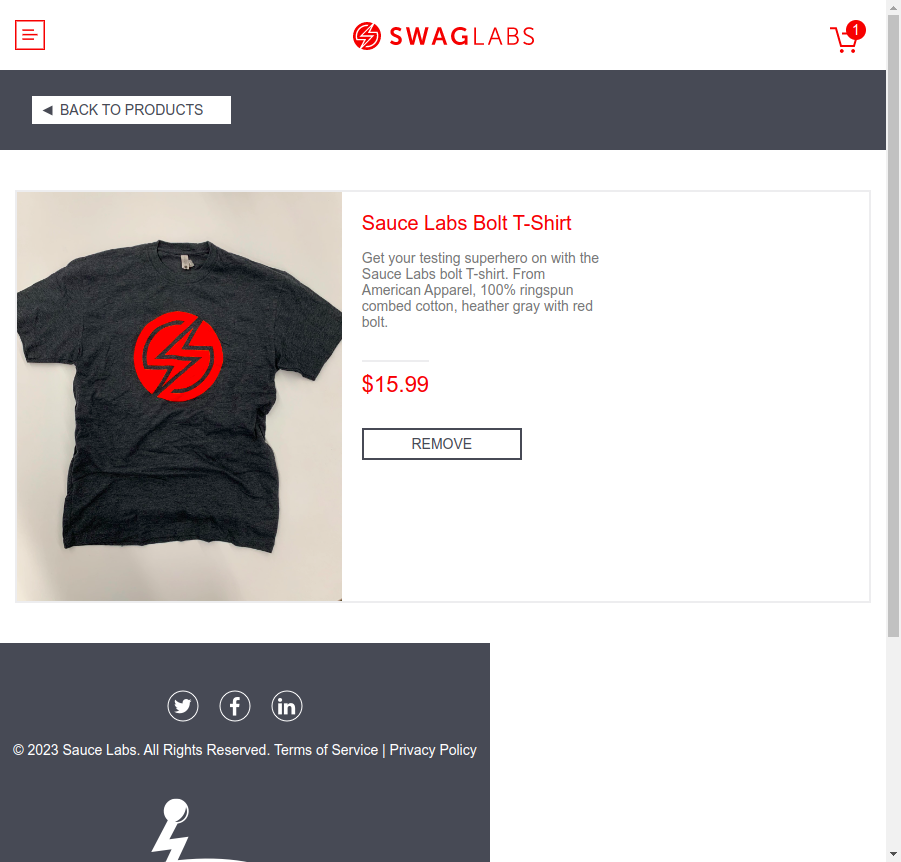 SWAGLABS
1
◄ BACK TO PRODUCTS
Sauce Labs Bolt T-Shirt
Get your testing superhero on with the
Sauce Labs bolt T-shirt. From
American Apparel, 100% ringspun
combed cotton, heather gray with red
bolt.
$15.99
REMOVE
© 2023 Sauce Labs. All Rights Reserved. Terms of Service | Privacy Policy